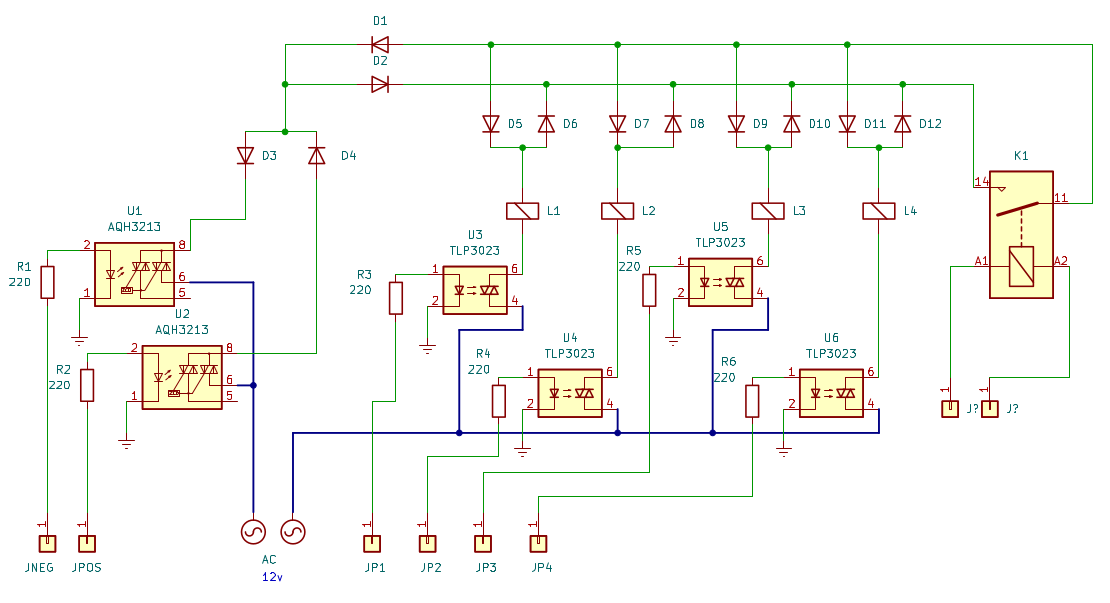 D1
D2
D5
D6
D7
D8
D9
D10
D11
D12
D3
D4
K1
14
11
A1
A2
L1
L2
L3
L4
U1
AQH3213
2
8
6
1
5
R1
220
U2
AQH3213
2
8
6
1
5
R2
220
U3
TLP3023
1
6
2
4
R3
220
U4
TLP3023
1
6
2
4
R4
220
U5
TLP3023
1
6
2
4
R5
220
U6
TLP3023
1
6
2
4
R6
220
1
J?
1
J?
1
JNEG
1
JPOS
AC
12v
1
JP1
1
JP2
1
JP3
1
JP4